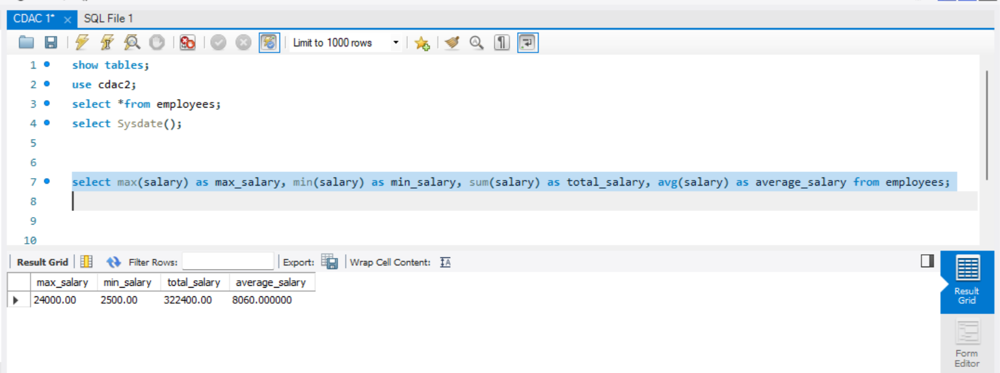 CDAC 1* × SQL File 1
Limit to 1000 rows
1 show tables;
2 use cdac2;
3 select *from employees;
4 select Sysdate();
5
6
7 select max(salary) as max_salary, min(salary) as min_salary, sum(salary) as total_salary, avg(salary) as average_salary from employees;
8
9
10
Result Grid Filter Rows: Export: Wrap Cell Content: IA
max_salary min_salary total_salary average_salary
24000.00 2500.00 322400.00 8060.000000
Result
Grid
Form
Editor